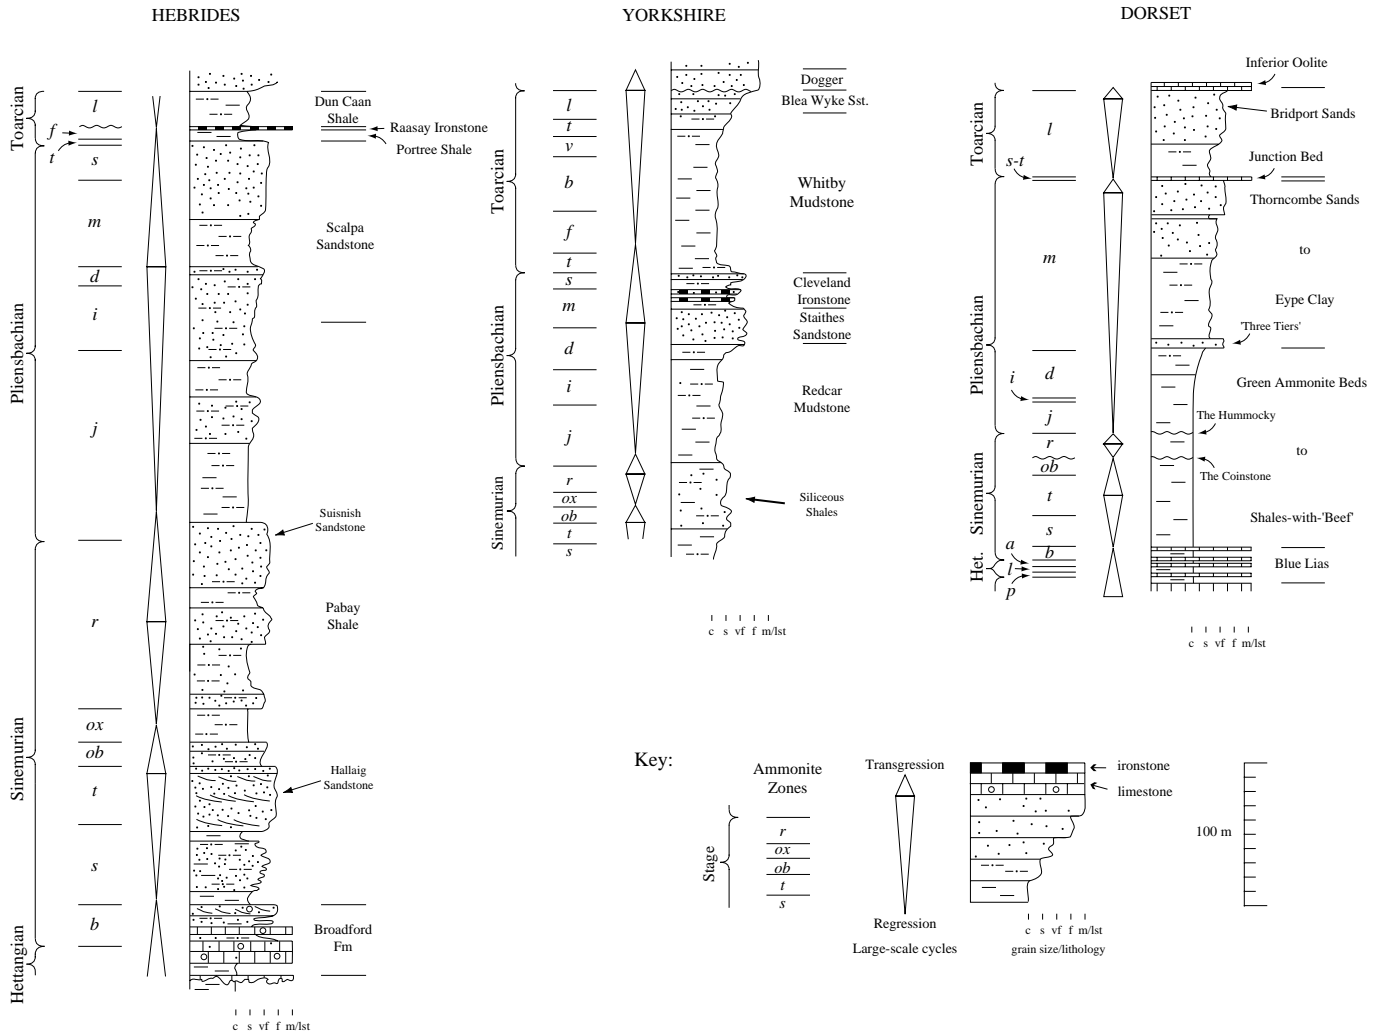 HEBRIDES
Toarcian
Pliensbachian
Sinemurian
Hettangian
l
f
t
s
m
d
i
j
r
ox
ob
t
s
b
Dun Caan
Shale
Raasay Ironstone
Portree Shale
Scalpa
Sandstone
Suisnish
Sandstone
Pabay
Shale
Hallaig
Sandstone
Broadford
Fm
c s vf f m/lst
YORKSHIRE
Toarcian
Pliensbachian
Sinemurian
l
t
v
b
f
t
s
m
d
i
j
r
ox
ob
t
s
Dogger
Blea Wyke Sst.
Whitby
Mudstone
Cleveland
Ironstone
Staithes
Sandstone
Redcar
Mudstone
Siliceous
Shales
c s vf f m/lst
DORSET
Toarcian
Pliensbachian
Sinemurian
Het.
l
s-t
m
d
i
j
r
ob
t
s
a
b
l
p
Inferior Oolite
Bridport Sands
Junction Bed
Thorncombe Sands
to
Eype Clay
'Three Tiers'
Green Ammonite Beds
The Hummocky
to
The Coinstone
Shales-with-'Beef'
Blue Lias
c s vf f m/lst
Key:
Ammonite
Zones
Stage
r
ox
ob
t
s
Transgression
Regression
Large-scale cycles
ironstone
limestone
c s vf f m/lst
grain size/lithology
100 m